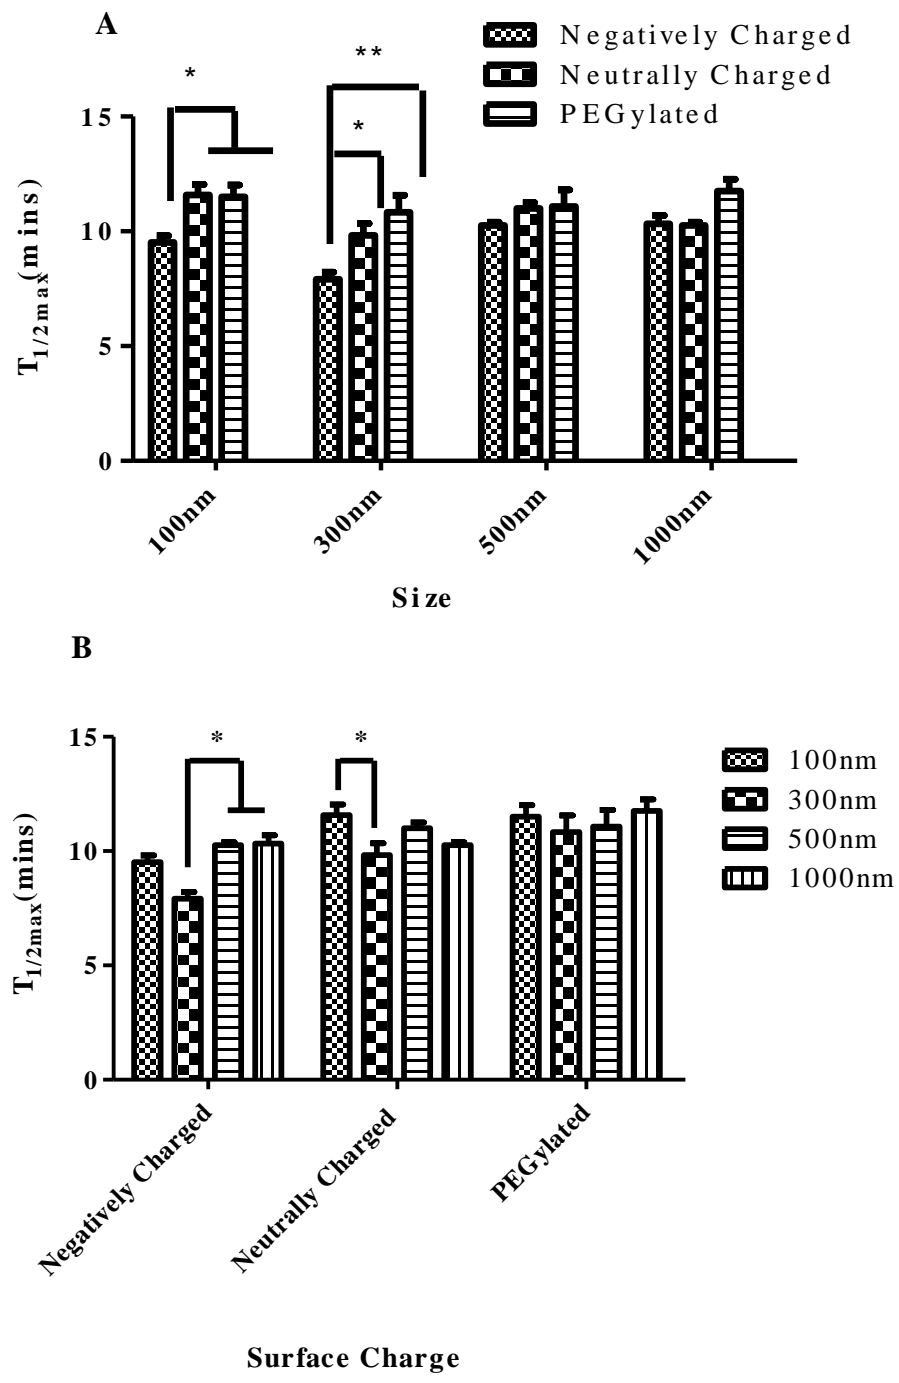 A
Negatively Charged
Neutrally Charged
PEGylated
*
**
*
15
10
5
0
T1/2max(mins)
100nm
300nm
500nm
1000nm
Size
B
*
*
15
10
5
0
T1/2max(mins)
100nm
300nm
500nm
1000nm
Negatively Charged
Neutrally Charged
PEGylated
Surface Charge